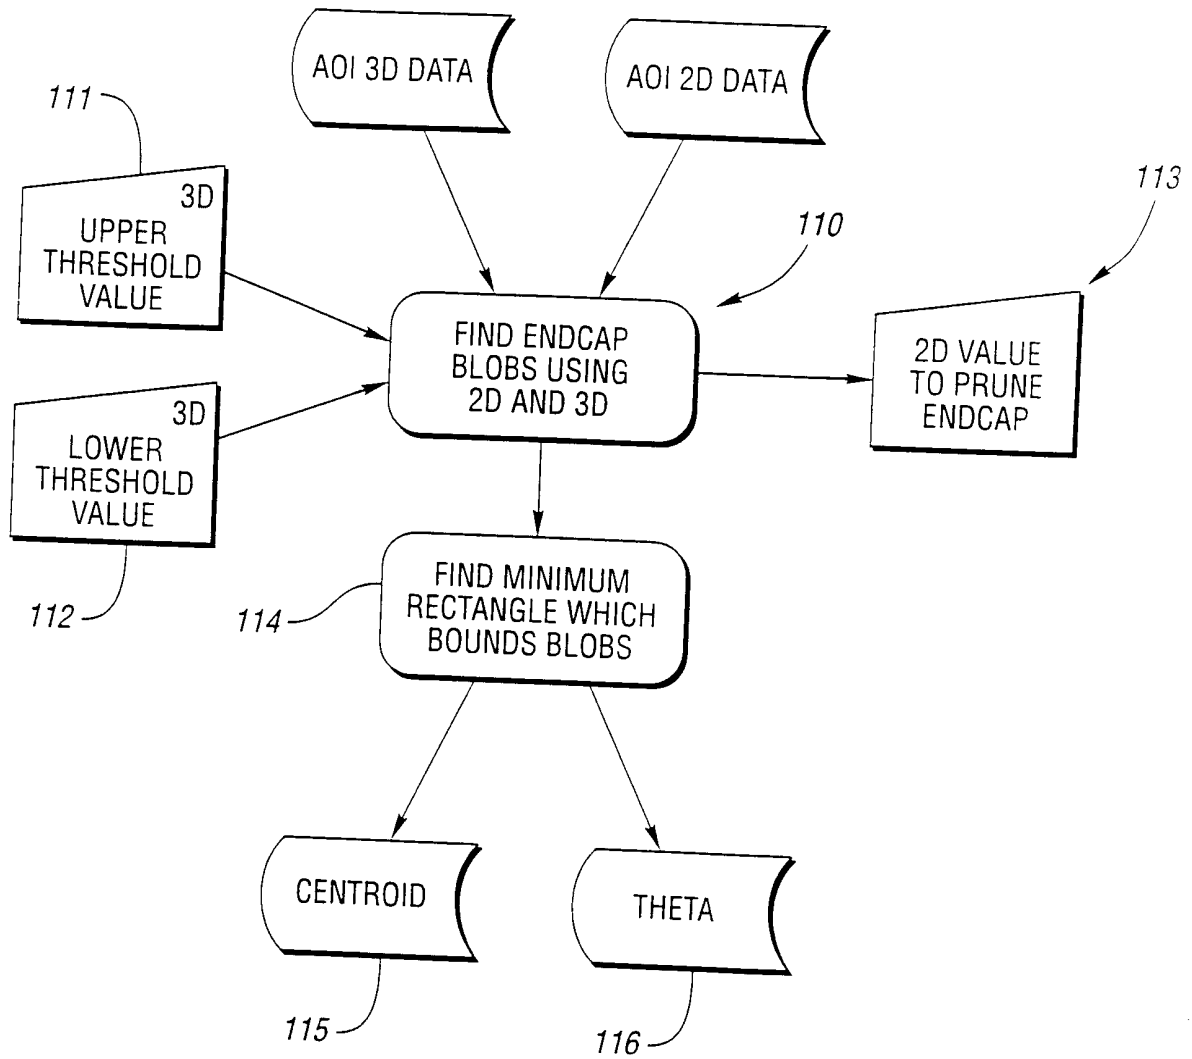 AOI 3D DATA
AOI 2D DATA
111
3D
UPPER
THRESHOLD
VALUE
110
113
FIND ENDCAP
BLOBS USING
2D AND 3D
2D VALUE
TO PRUNE
ENDCAP
3D
LOWER
THRESHOLD
VALUE
112
114
FIND MINIMUM
RECTANGLE WHICH
BOUNDS BLOBS
CENTROID
THETA
115
116